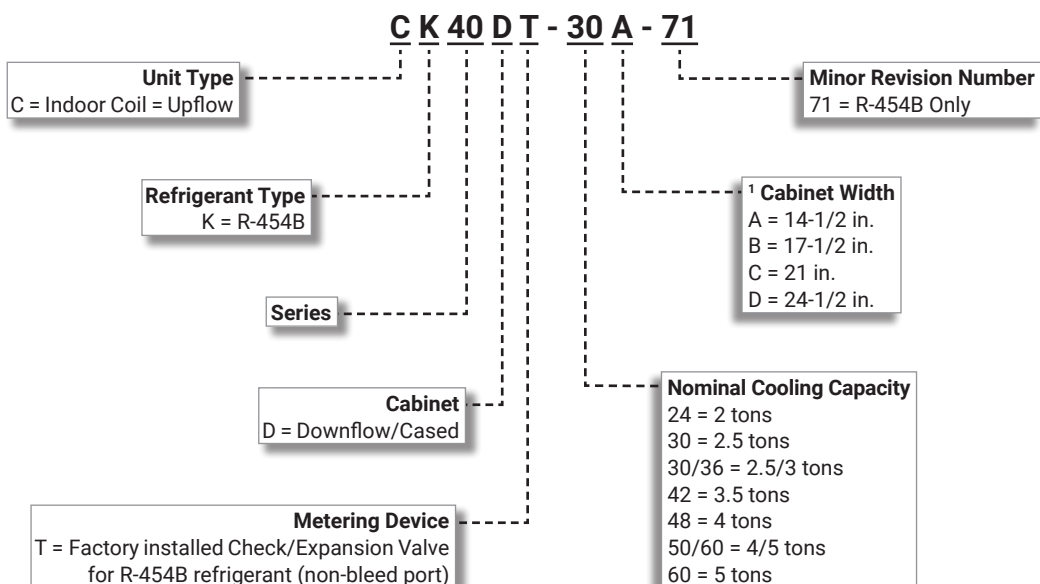 C K 40 D T - 30 A - 71
Unit Type
C = Indoor Coil = Upflow
Minor Revision Number
71 = R-454B Only
Refrigerant Type
K = R-454B
¹ Cabinet Width
A = 14-1/2 in.
B = 17-1/2 in.
C = 21 in.
D = 24-1/2 in.
Series
Cabinet
D = Downflow/Cased
Nominal Cooling Capacity
24 = 2 tons
30 = 2.5 tons
30/36 = 2.5/3 tons
42 = 3.5 tons
48 = 4 tons
50/60 = 4/5 tons
60 = 5 tons
Metering Device
T = Factory installed Check/Expansion Valve
for R-454B refrigerant (non-bleed port)